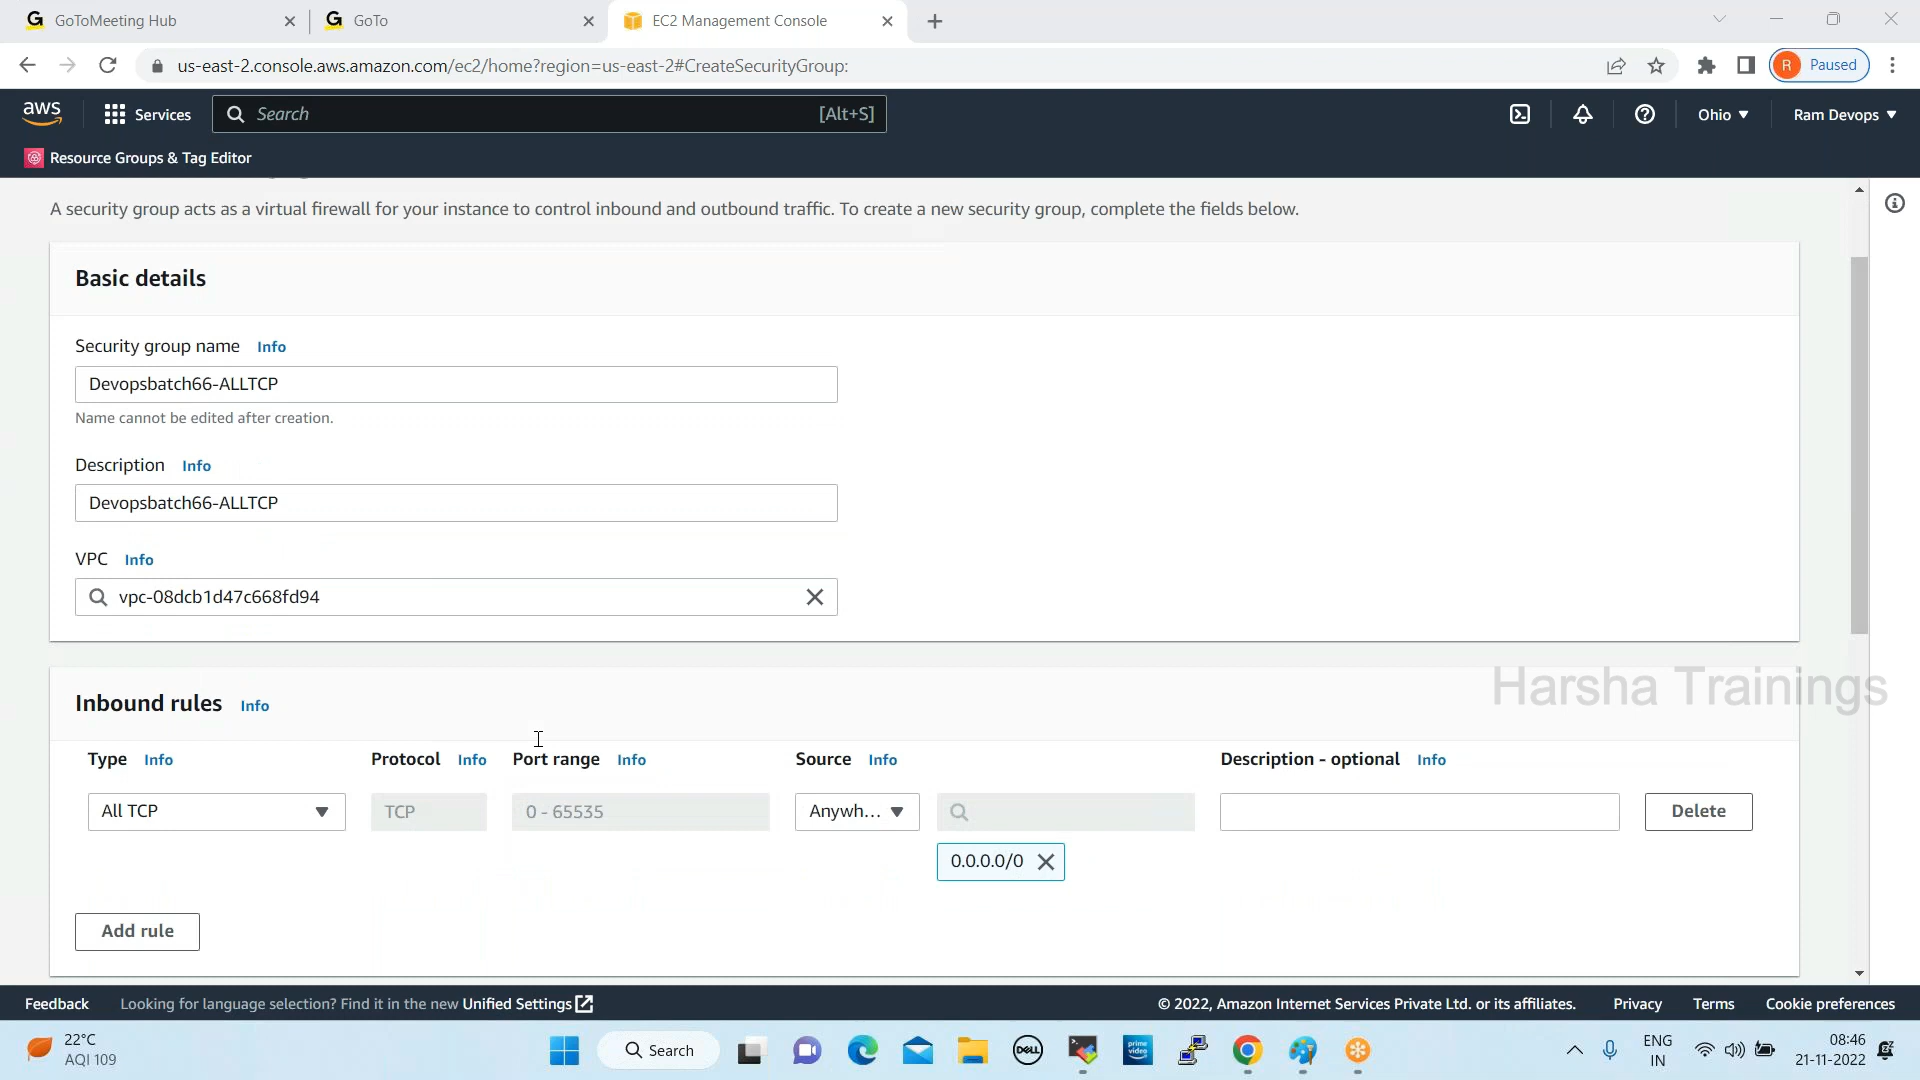 GoToMeeting Hub
GoTo
EC2 Management Console
us-east-2.console.aws.amazon.com/ec2/home?region=us-east-2#CreateSecurityGroup:
R Paused
aws
Services
Search [Alt+S]
Ohio
Ram Devops
Resource Groups & Tag Editor
A security group acts as a virtual firewall for your instance to control inbound and outbound traffic. To create a new security group, complete the fields below.
Basic details
Security group name Info
Devopsbatch66-ALLTCP
Name cannot be edited after creation.
Description Info
Devopsbatch66-ALLTCP
VPC Info
vpc-08dcb1d47c668fd94
Harsha Trainings
Inbound rules Info
Type Info Protocol Info Port range Info Source Info Description - optional Info
All TCP TCP 0 - 65535 Anywh... Delete
0.0.0.0/0
Add rule
Feedback Looking for language selection? Find it in the new Unified Settings © 2022, Amazon Internet Services Private Ltd. or its affiliates. Privacy Terms Cookie preferences
22°C
AQI 109
Search
DELL
prime video
ENG
IN
08:46
21-11-2022